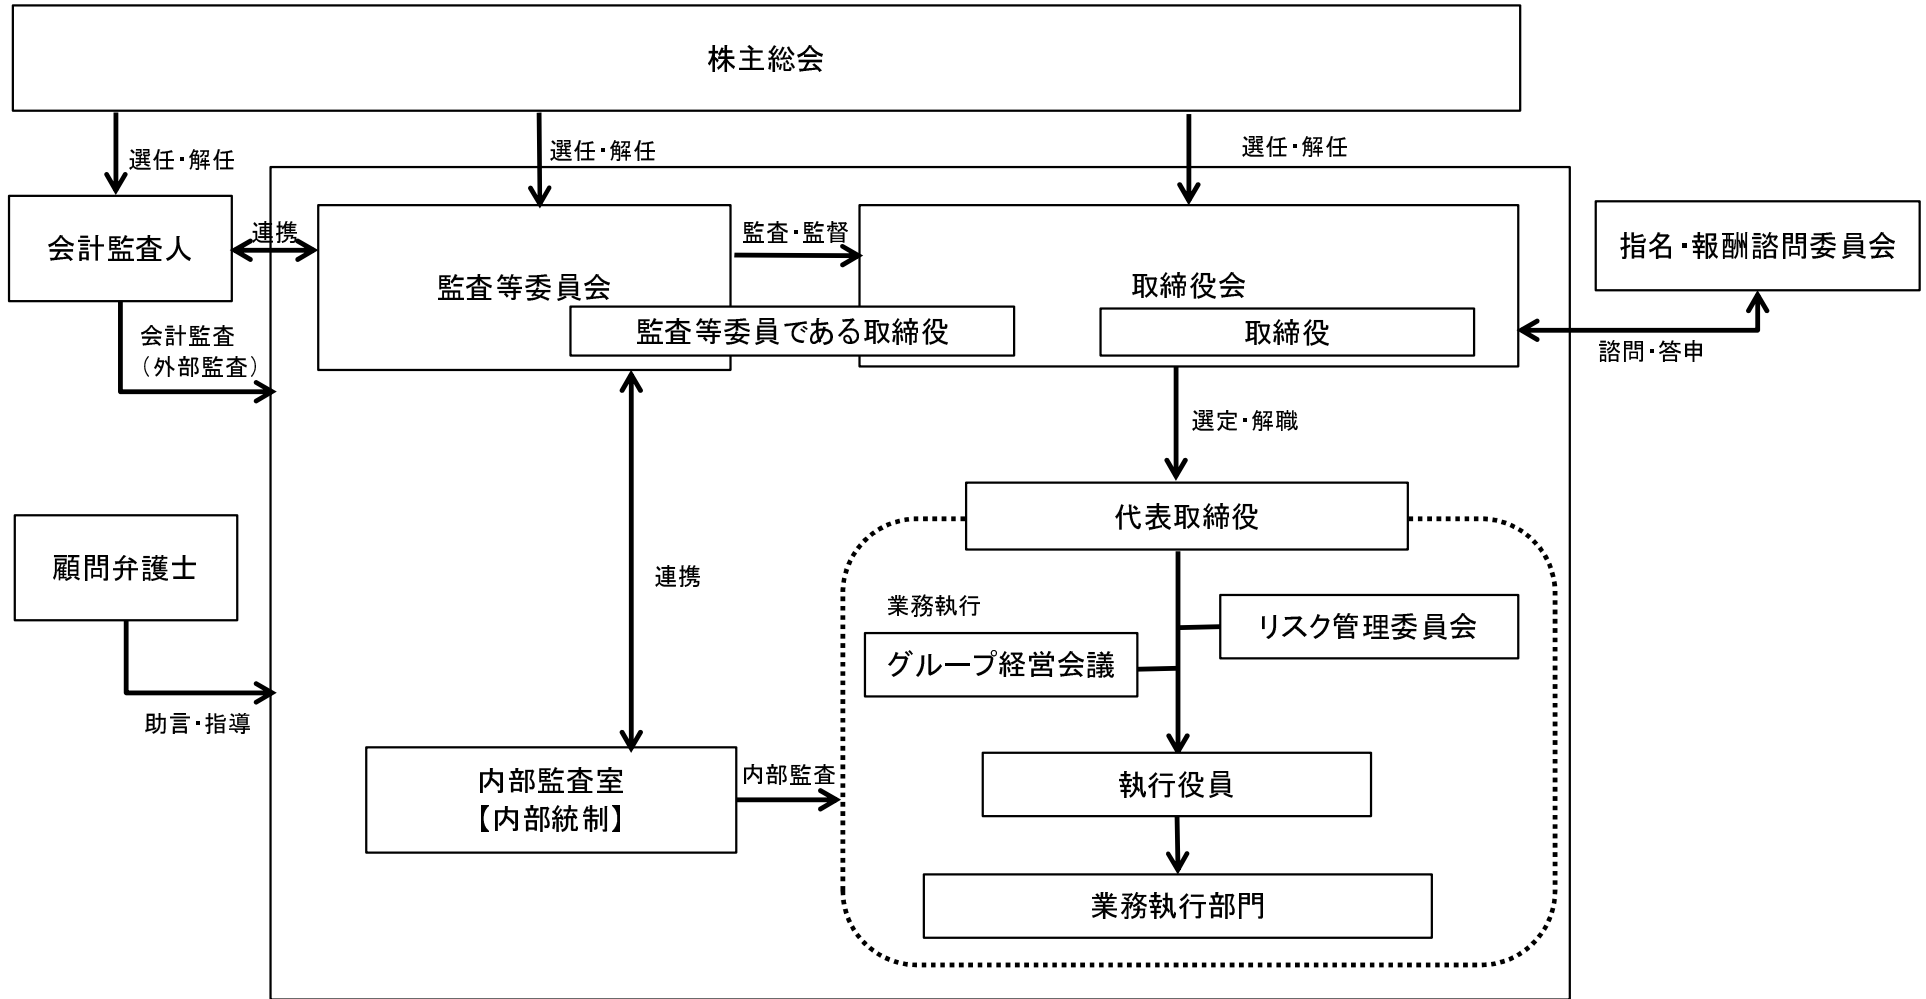 株主総会
選任・解任
選任・解任
選任・解任
会計監査人
連携
監査等委員会
監査・監督
取締役会
指名・報酬諮問委員会
監査等委員である取締役
取締役
会計監査
（外部監査）
諮問・答申
選定・解職
代表取締役
顧問弁護士
連携
業務執行
リスク管理委員会
グループ経営会議
助言・指導
内部監査室
【内部統制】
内部監査
執行役員
業務執行部門